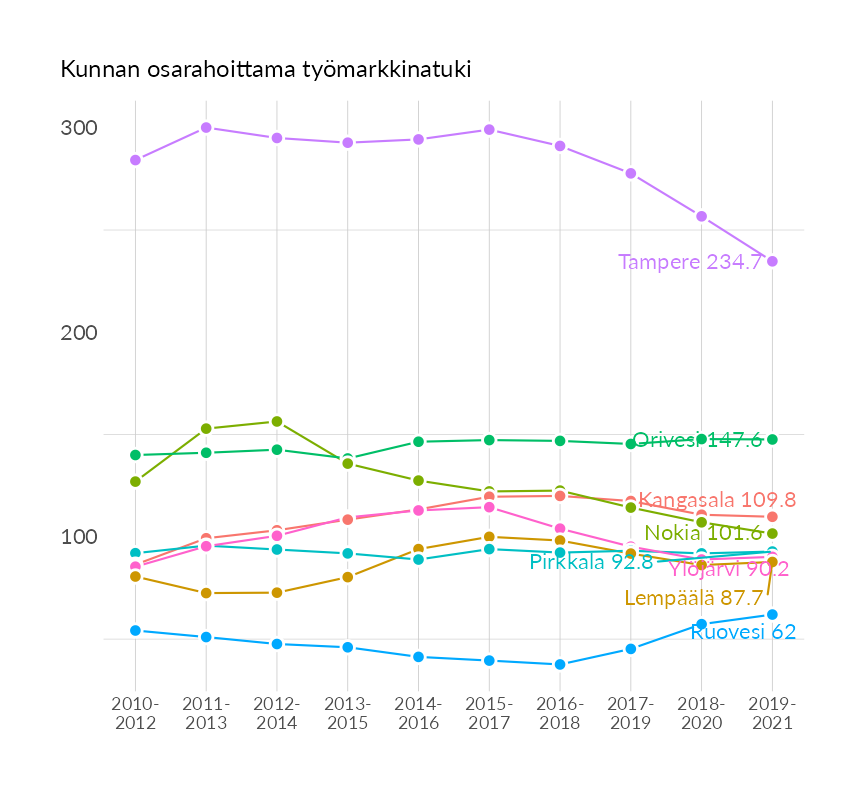 Kunnan osarahoittama työmarkkinatuki
300
200
100
Tampere 234.7
Orivesi 147.6
Kangasala 109.8
Nokia 101.6
Pirkkala 92.8
Ylöjärvi 90.2
Lempäälä 87.7
Ruovesi 62
2010- 2011- 2012- 2013- 2014- 2015- 2016- 2017- 2018- 2019-
2012 2013 2014 2015 2016 2017 2018 2019 2020 2021